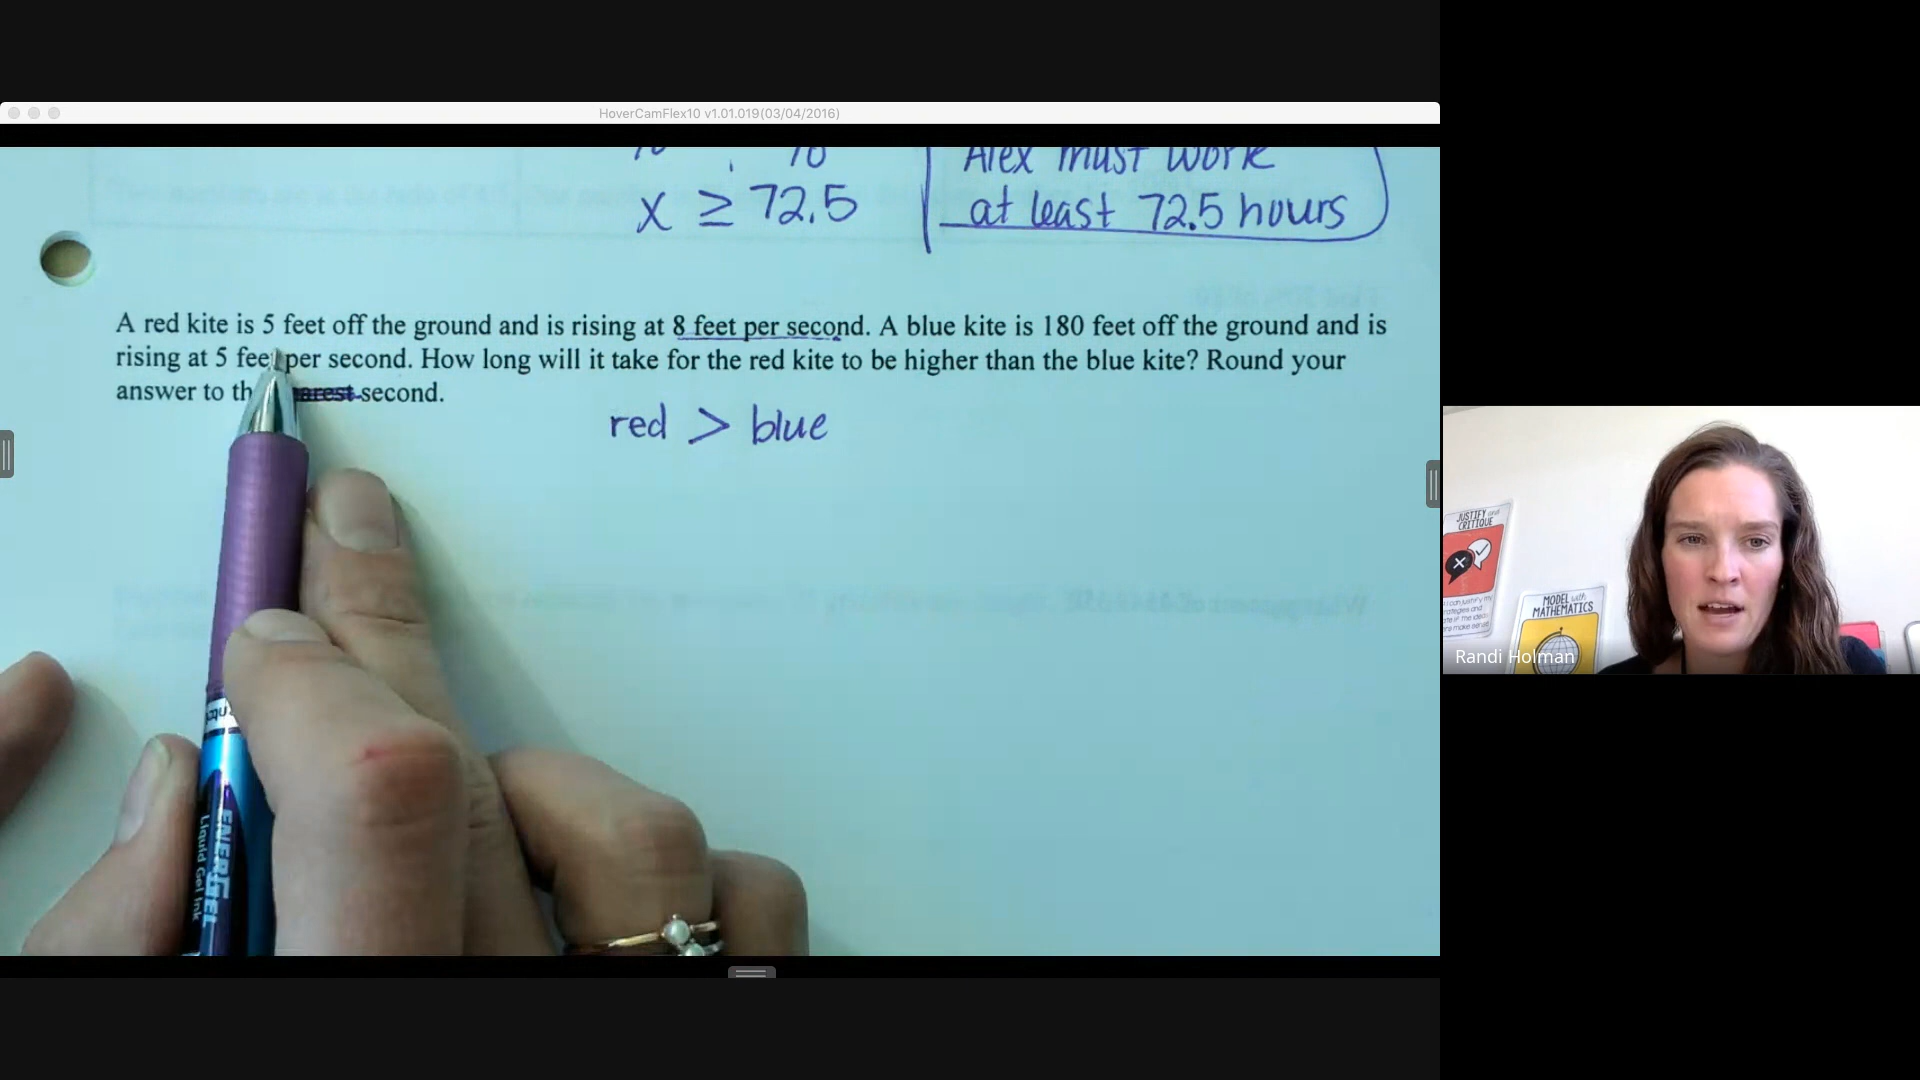 HoverCamFlex10 v1.01.019(03/04/2016)
10 10
Alex must work
x ≥ 72.5
at least 72.5 hours
A red kite is 5 feet off the ground and is rising at 8 feet per second. A blue kite is 180 feet off the ground and is
rising at 5 feet per second. How long will it take for the red kite to be higher than the blue kite? Round your
answer to second.
red > blue
ENERGEL
Liquid Gel Ink
JUSTIFY and
CRITIQUE
MODEL with
MATHEMATICS
Randi Holman